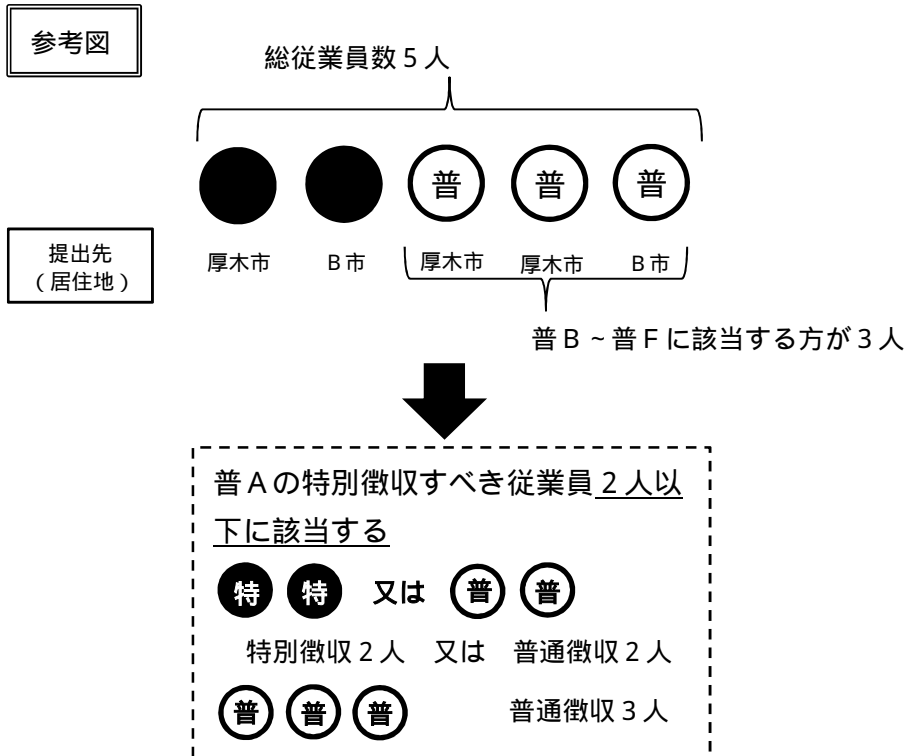 参考図
総従業員数５人
普 普 普
提出先
（居住地）
厚木市 Ｂ市 厚木市 厚木市 Ｂ市
普Ｂ～普Ｆに該当する方が３人
普Ａの特別徴収すべき従業員２人以
下に該当する
特 特 又は 普 普
特別徴収２人 又は 普通徴収２人
普 普 普 普通徴収３人